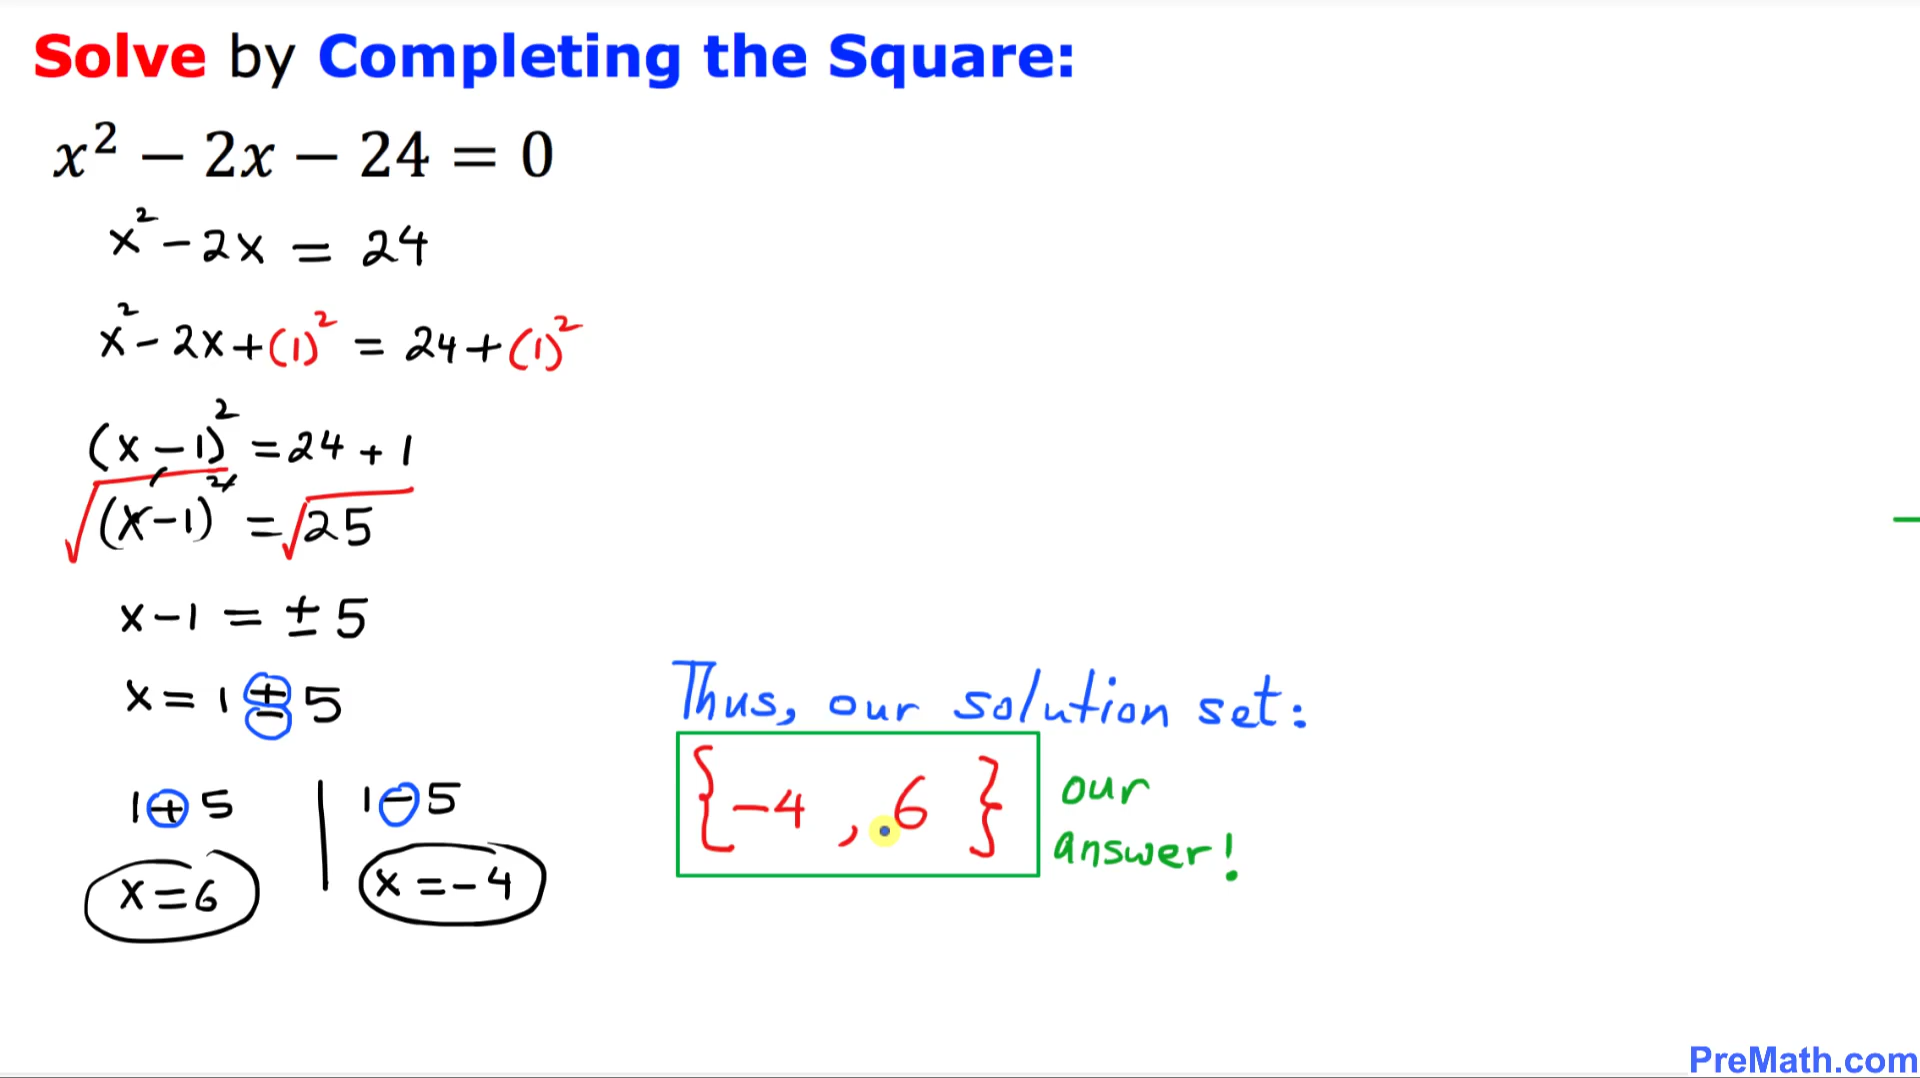 Solve by Completing the Square:
x² − 2x − 24 = 0
x² - 2x = 24
x² - 2x + (1)² = 24 + (1)²
(x - 1)² = 24 + 1
√(x-1)² = √25
x - 1 = ± 5
x = 1 ± 5
1 + 5 | 1 - 5
x = 6 | x = -4
Thus, our solution set:
{-4, 6} our
answer!
PreMath.com